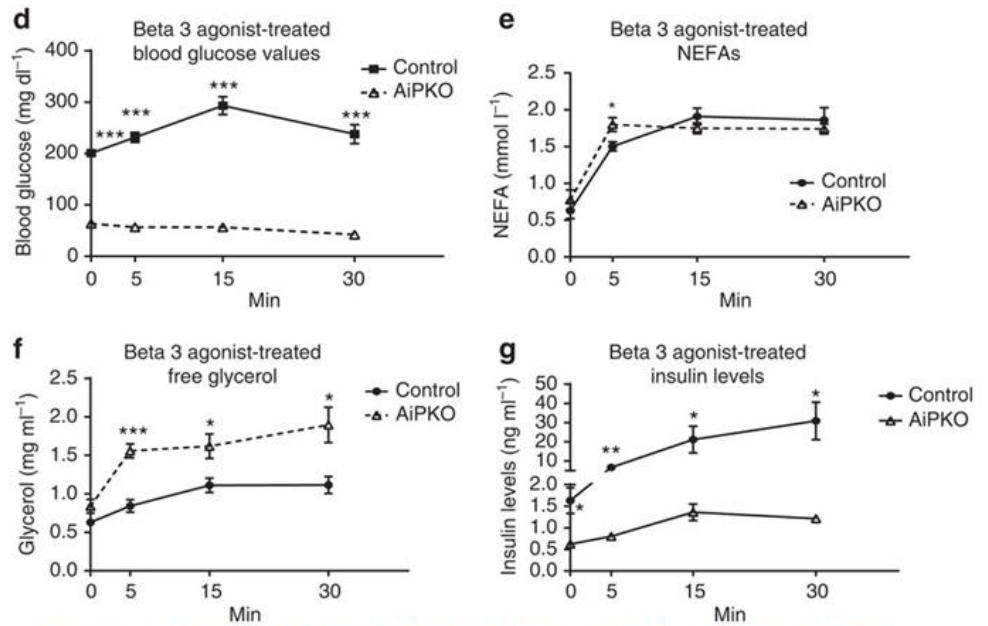 d
Beta 3 agonist-treated
blood glucose values
Blood glucose (mg dl⁻¹)
400
300
200
100
0
***
***
***
***
Control
AiPKO
0 5 15 30
Min
e
Beta 3 agonist-treated
NEFAs
NEFA (mmol l⁻¹)
2.5
2.0
1.5
1.0
0.5
0.0
*
Control
AiPKO
0 5 15 30
Min
f
Beta 3 agonist-treated
free glycerol
Glycerol (mg ml⁻¹)
2.5
2.0
1.5
1.0
0.5
0.0
***
*
*
Control
AiPKO
0 5 15 30
Min
g
Beta 3 agonist-treated
insulin levels
Insulin levels (ng ml⁻¹)
50
40
30
20
10
2.0
1.5
1.0
0.5
0.0
*
**
*
*
Control
AiPKO
0 5 15 30
Min